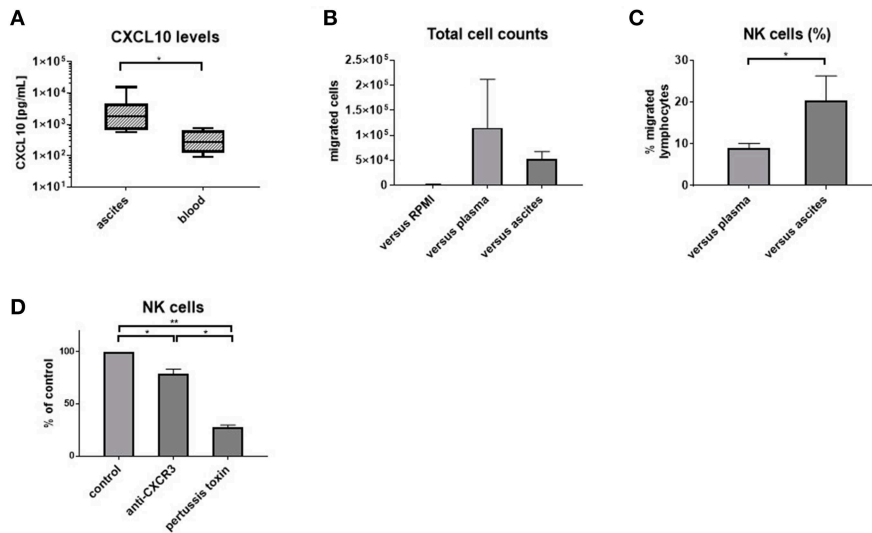 A
CXCL10 levels
*
CXCL10 [pg/mL]
1×10⁵
1×10⁴
1×10³
1×10²
1×10¹
ascites
blood
B
Total cell counts
migrated cells
2.5×10⁵
2×10⁵
1.5×10⁵
1×10⁵
5×10⁴
0
versus RPMI
versus plasma
versus ascites
C
NK cells (%)
*
% migrated
lymphocytes
30
20
10
0
versus plasma
versus ascites
D
NK cells
**
* *
% of control
100
50
0
control
anti-CXCR3
pertussis toxin